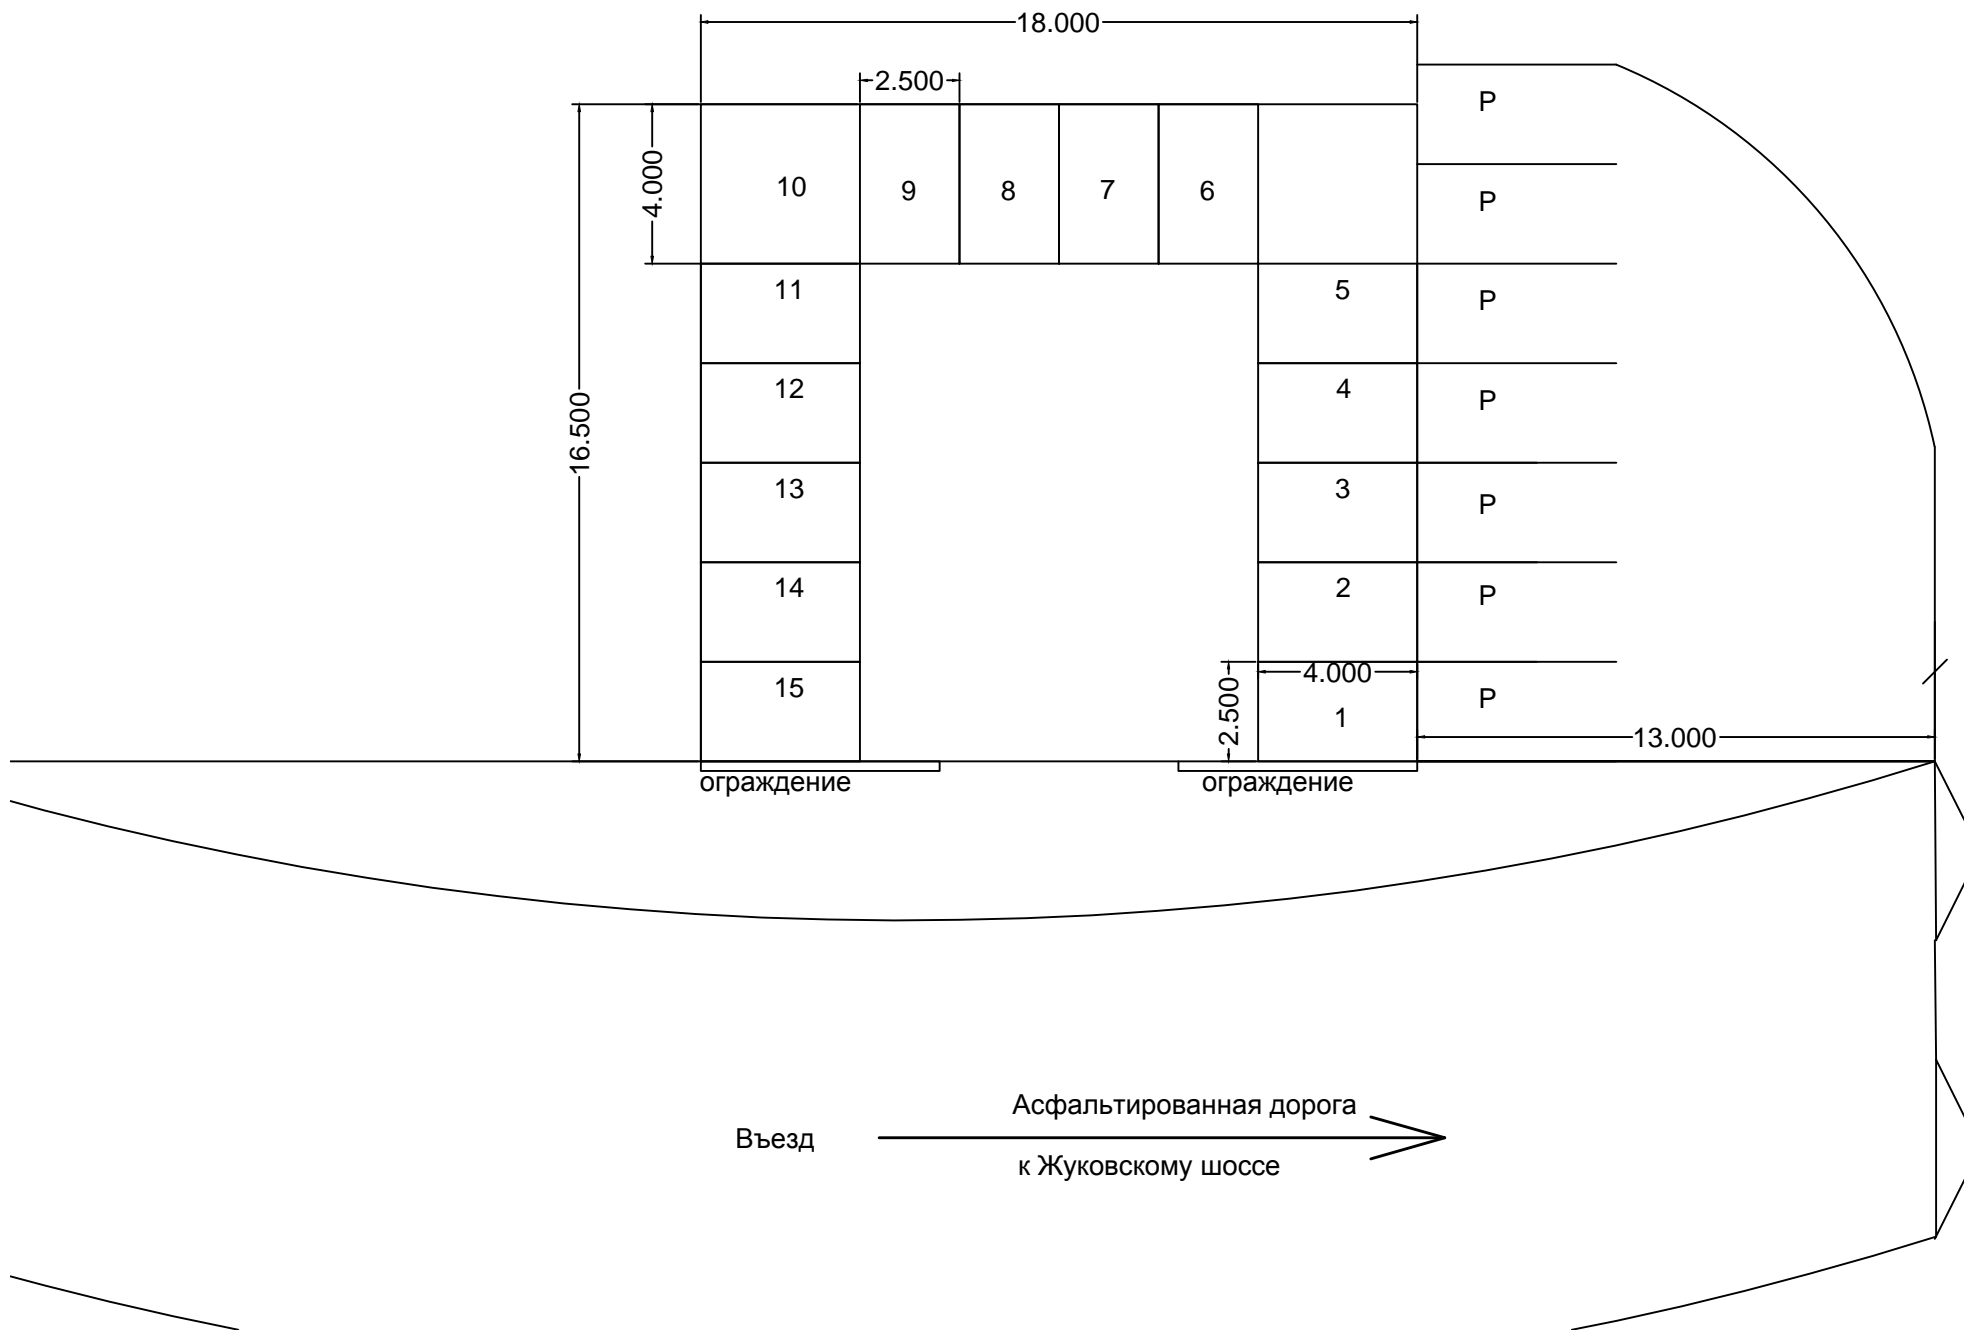 18.000
2.500
P
4.000
10
9
8
7
6
P
11
5
P
12
4
P
16.500
13
3
P
14
2
P
15
4.000
2.500
1
P
13.000
ограждение
ограждение
Асфальтированная дорога
Въезд
к Жуковскому шоссе